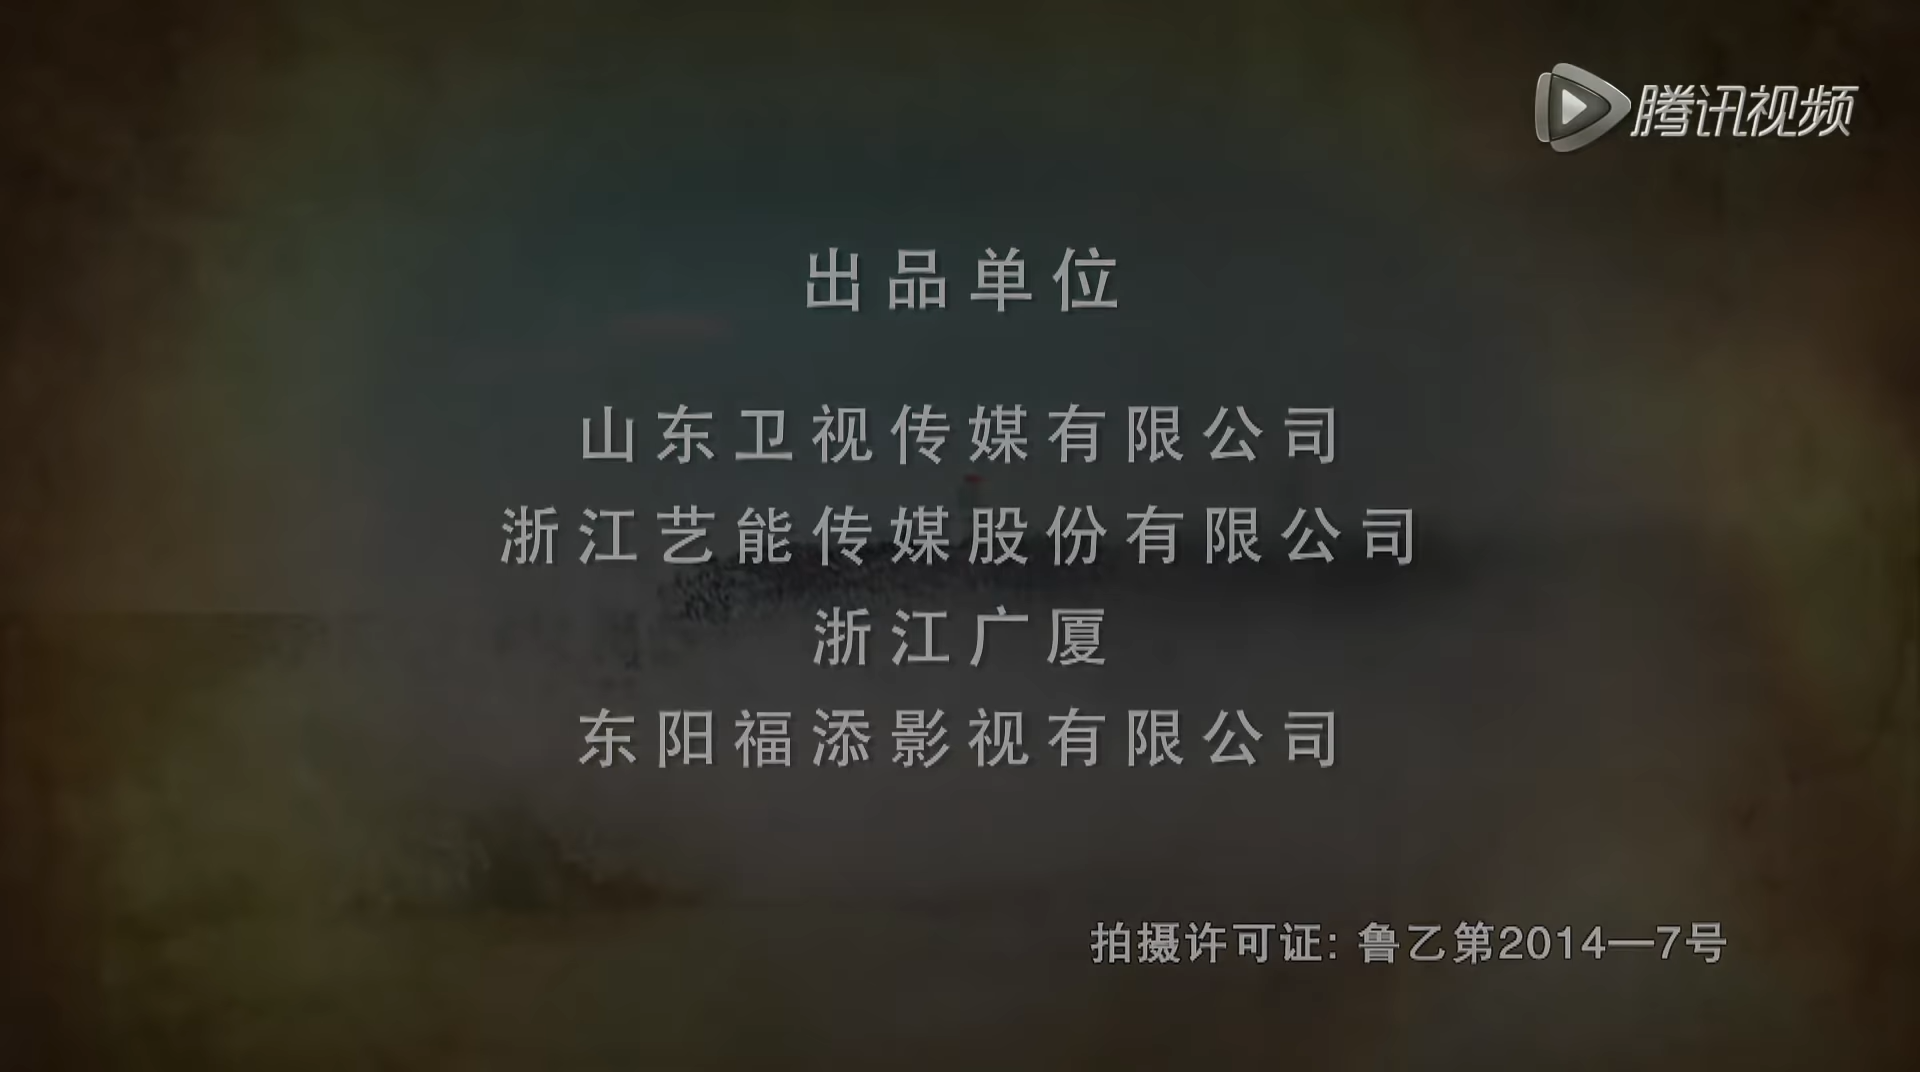 腾讯视频
出品单位
山东卫视传媒有限公司
浙江艺能传媒股份有限公司
浙江广厦
东阳福添影视有限公司
拍摄许可证: 鲁乙第2014—7号